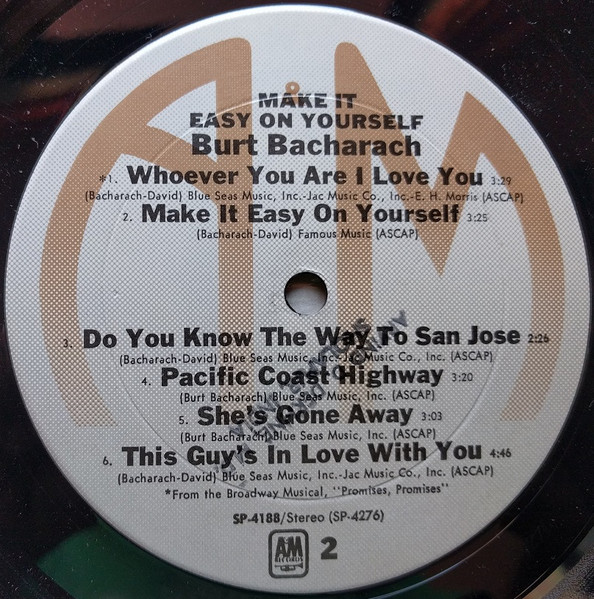 MAKE IT
EASY ON YOURSELF
Burt Bacharach
*1. Whoever You Are I Love You 3:29
(Bacharach-David) Blue Seas Music, Inc.-Jac Music Co., Inc.-E. H. Morris (ASCAP)
2. Make It Easy On Yourself 3:25
(Bacharach-David) Famous Music (ASCAP)
3. Do You Know The Way To San Jose 2:26
(Bacharach-David) Blue Seas Music, Inc.-Jac Music Co., Inc. (ASCAP)
4. Pacific Coast Highway 3:20
(Burt Bacharach) Blue Seas Music, Inc. (ASCAP)
5. She's Gone Away 3:03
(Burt Bacharach) Blue Seas Music, Inc. (ASCAP)
6. This Guy's In Love With You 4:46
(Bacharach-David) Blue Seas Music, Inc.-Jac Music Co., Inc. (ASCAP)
*From the Broadway Musical, "Promises, Promises"
SP-4188/Stereo (SP-4276)
A&M
RECORDS
2